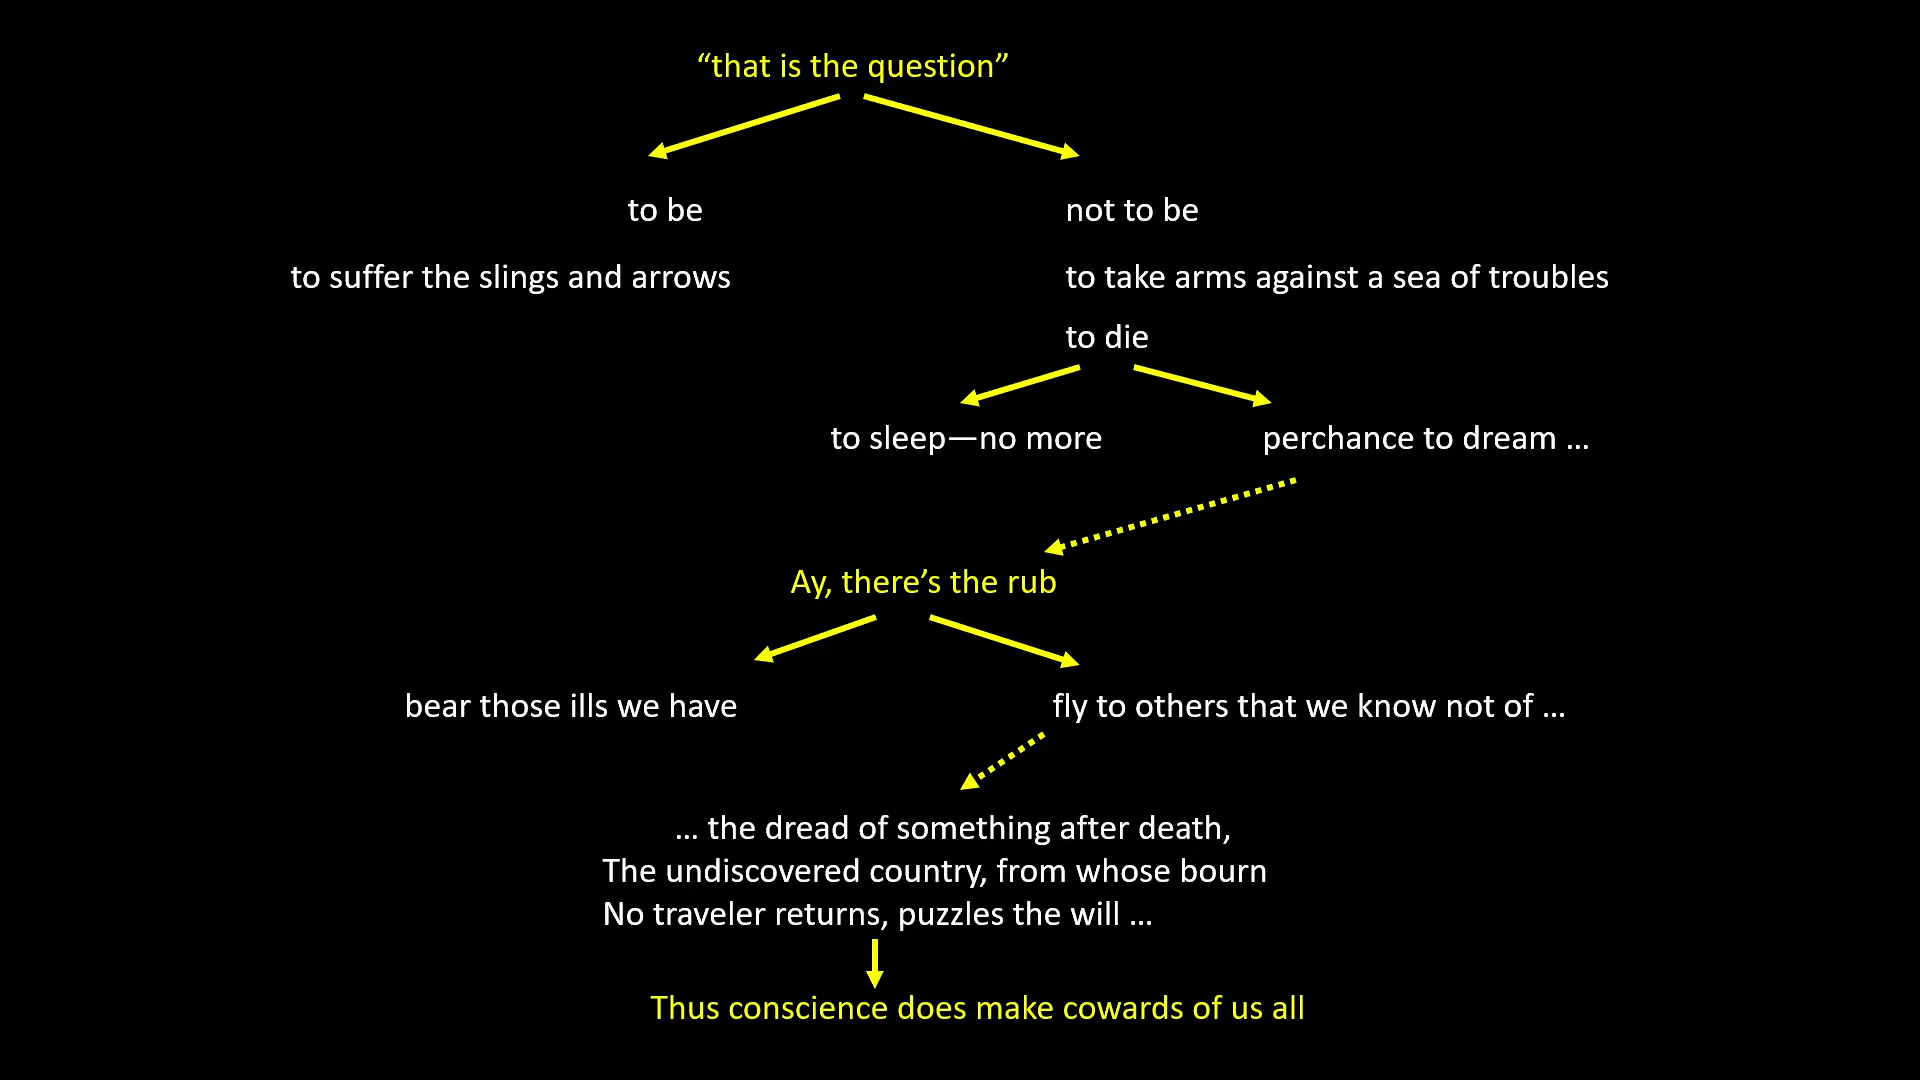 “that is the question”
to be
not to be
to suffer the slings and arrows
to take arms against a sea of troubles
to die
to sleep—no more
perchance to dream ...
Ay, there’s the rub
bear those ills we have
fly to others that we know not of ...
... the dread of something after death,
The undiscovered country, from whose bourn
No traveler returns, puzzles the will ...
Thus conscience does make cowards of us all